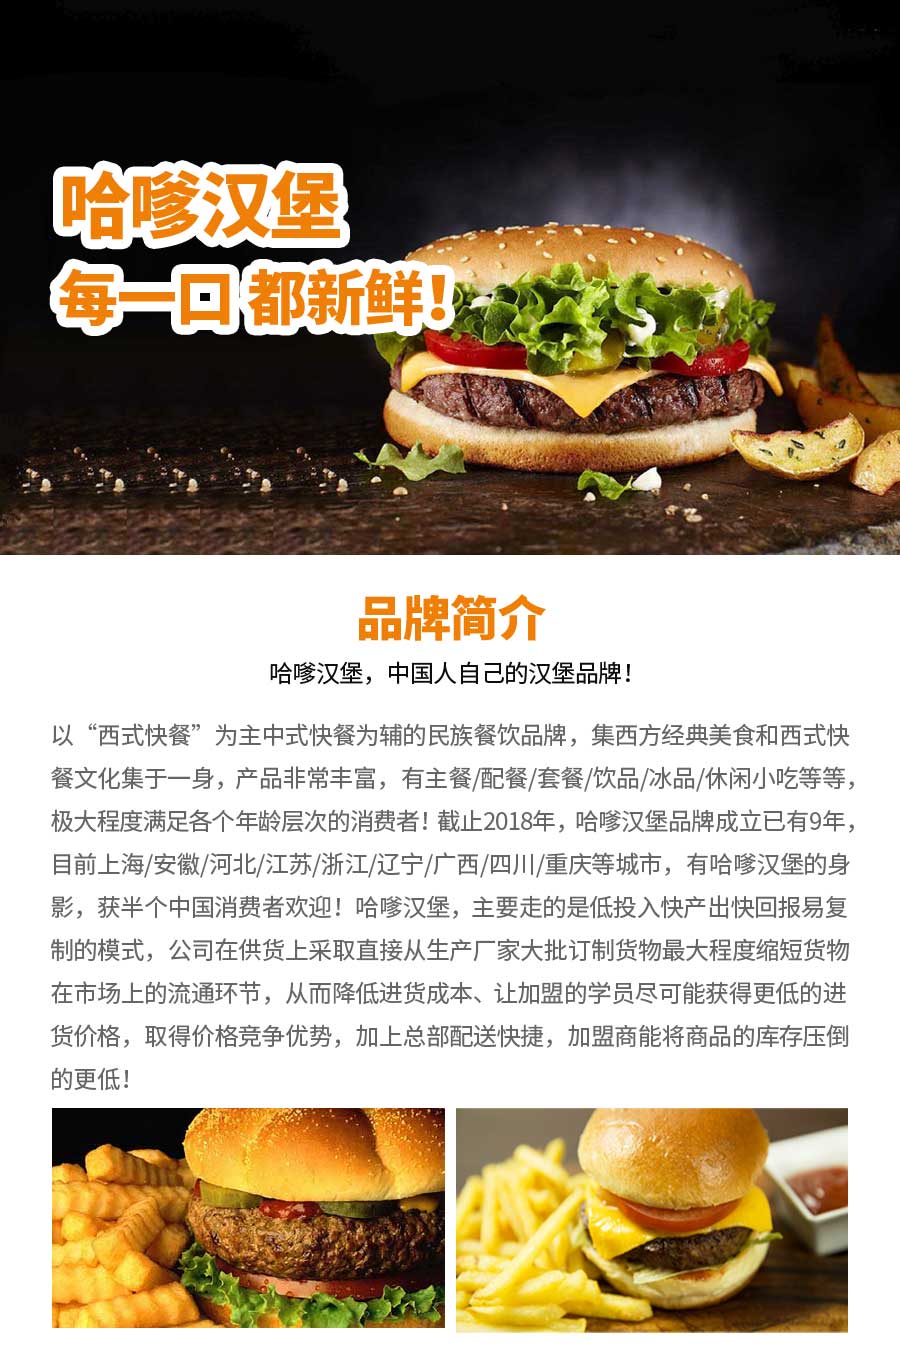 哈嗲汉堡
每一口 都新鲜！
品牌简介
哈嗲汉堡，中国人自己的汉堡品牌！
以“西式快餐”为主中式快餐为辅的民族餐饮品牌，集西方经典美食和西式快
餐文化集于一身，产品非常丰富，有主餐/配餐/套餐/饮品/冰品/休闲小吃等等，
极大程度满足各个年龄层次的消费者！截止2018年，哈嗲汉堡品牌成立已有9年，
目前上海/安徽/河北/江苏/浙江/辽宁/广西/四川/重庆等城市，有哈嗲汉堡的身
影，获半个中国消费者欢迎！哈嗲汉堡，主要走的是低投入快产出快回报易复
制的模式，公司在供货上采取直接从生产厂家大批订制货物最大程度缩短货物
在市场上的流通环节，从而降低进货成本、让加盟的学员尽可能获得更低的进
货价格，取得价格竞争优势，加上总部配送快捷，加盟商能将商品的库存压倒
的更低！